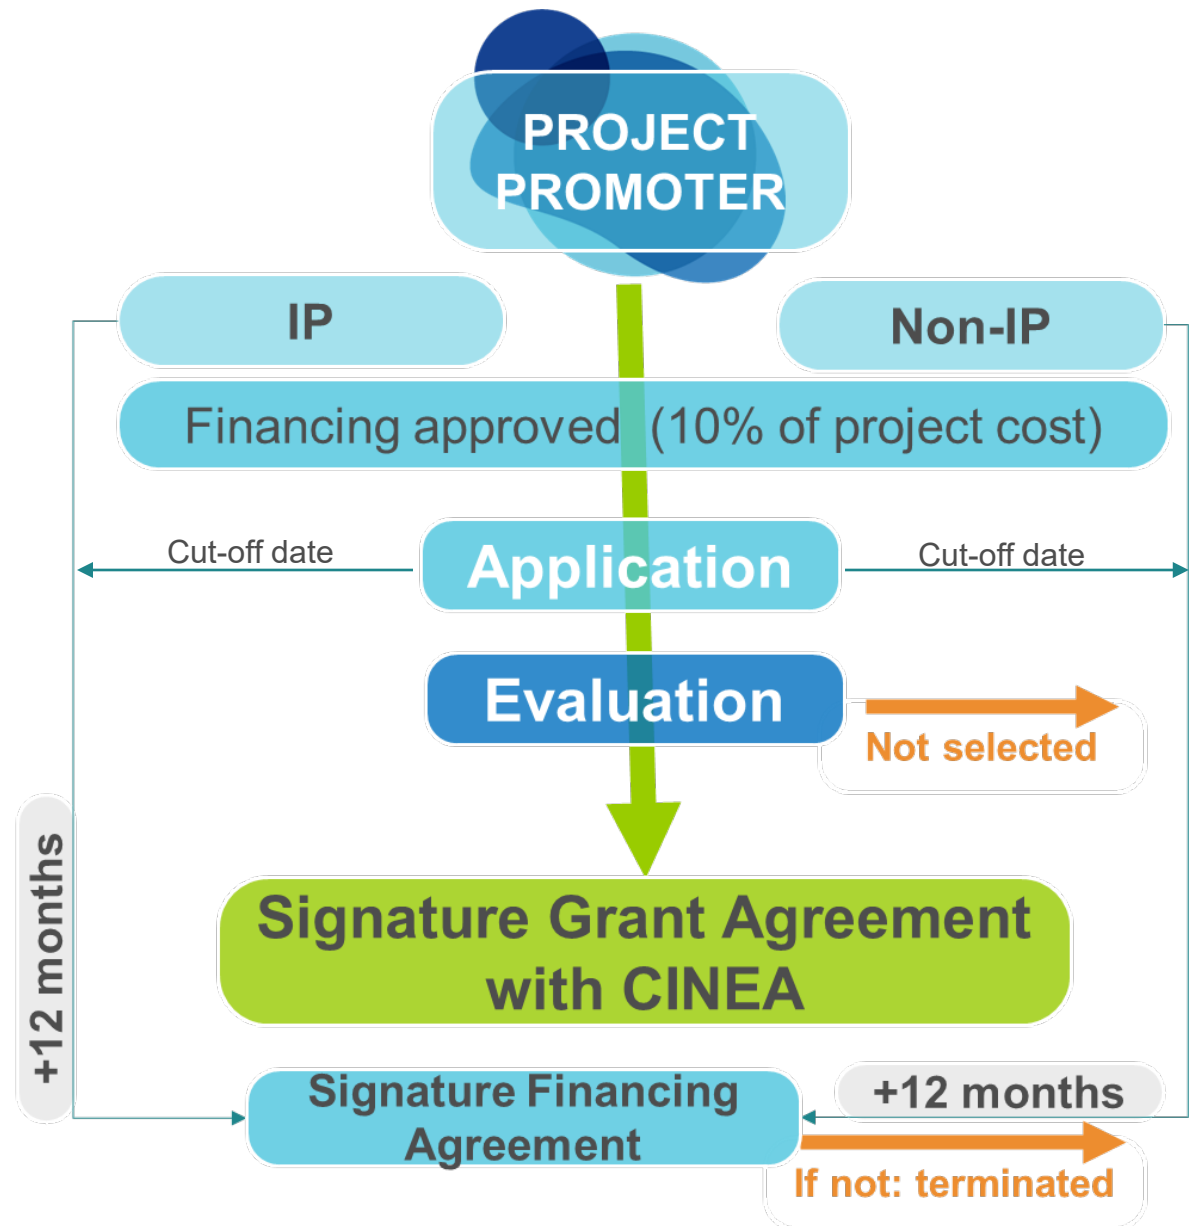 PROJECT
PROMOTER
IP
Non-IP
Financing approved (10% of project cost)
Cut-off date
Application
Cut-off date
Evaluation
Not selected
+12 months
Signature Grant Agreement
with CINEA
Signature Financing
Agreement
+12 months
If not: terminated